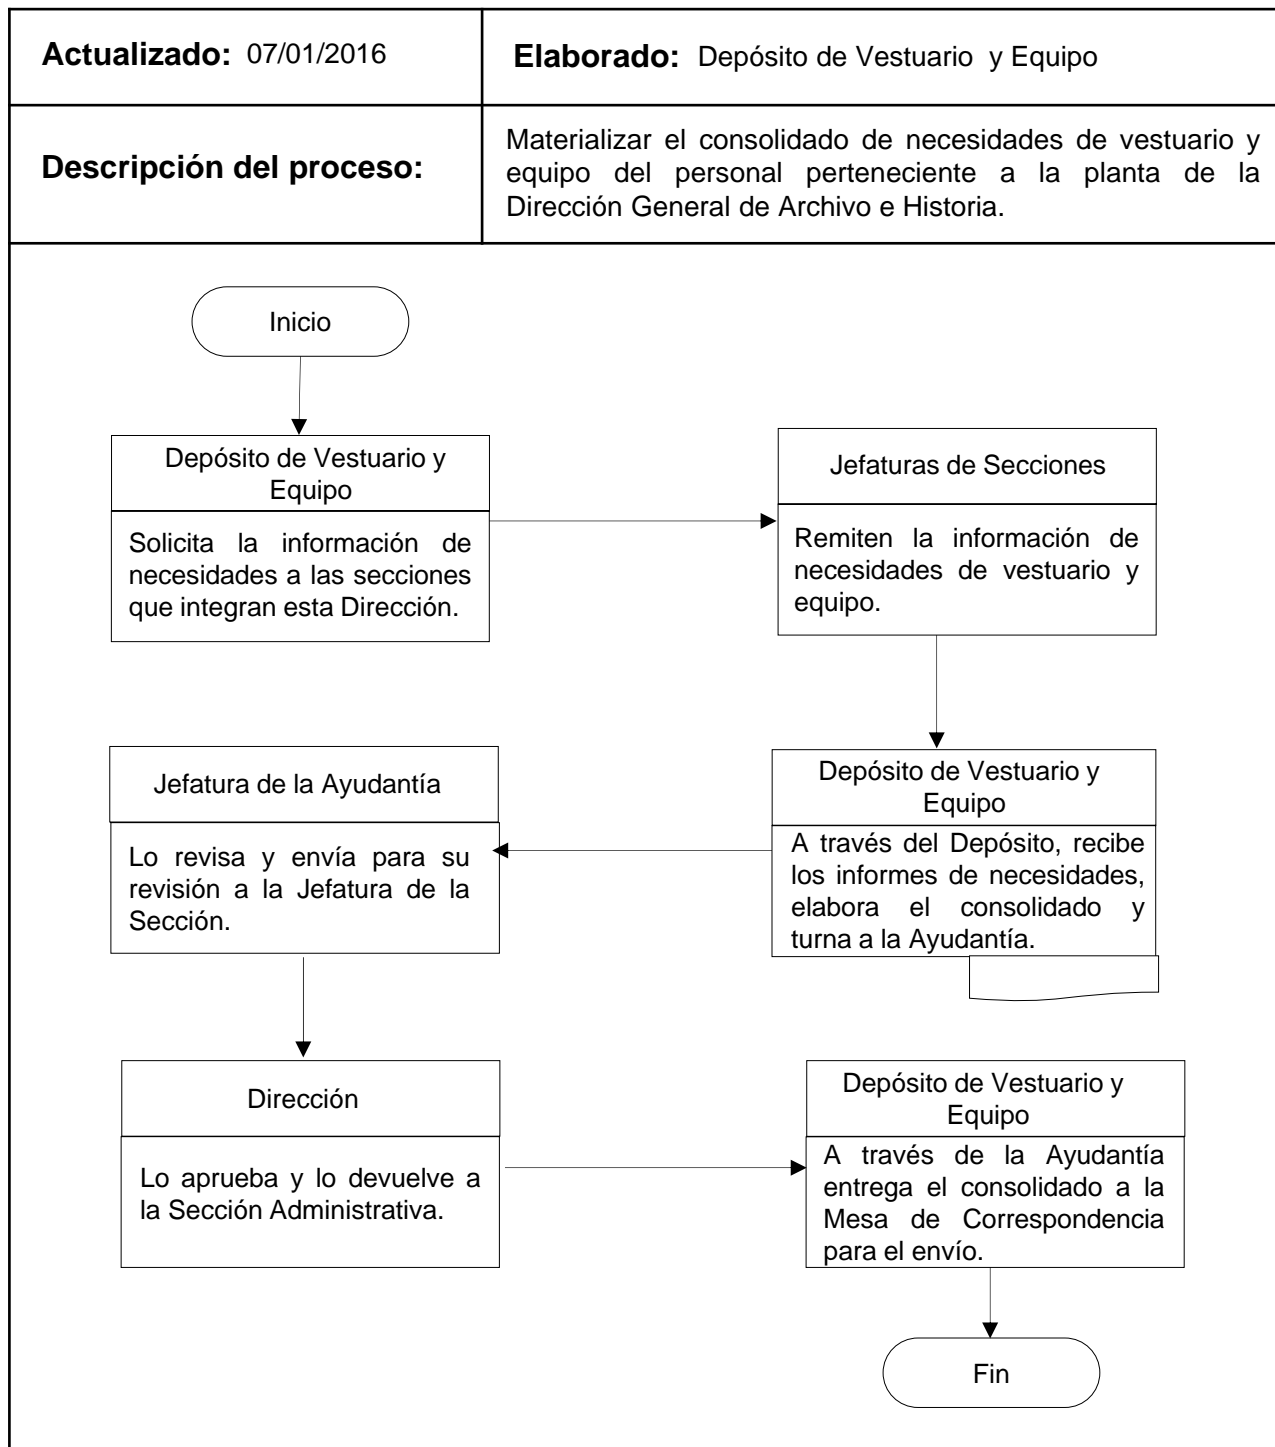 Actualizado: 07/01/2016
Elaborado: Depósito de Vestuario y Equipo
Descripción del proceso:
Materializar el consolidado de necesidades de vestuario y
equipo del personal perteneciente a la planta de la
Dirección General de Archivo e Historia.
Inicio
Depósito de Vestuario y
Equipo
Solicita la información de
necesidades a las secciones
que integran esta Dirección.
Jefaturas de Secciones
Remiten la información de
necesidades de vestuario y
equipo.
Depósito de Vestuario y
Equipo
A través del Depósito, recibe
los informes de necesidades,
elabora el consolidado y
turna a la Ayudantía.
Jefatura de la Ayudantía
Lo revisa y envía para su
revisión a la Jefatura de la
Sección.
Dirección
Lo aprueba y lo devuelve a
la Sección Administrativa.
Depósito de Vestuario y
Equipo
A través de la Ayudantía
entrega el consolidado a la
Mesa de Correspondencia
para el envío.
Fin